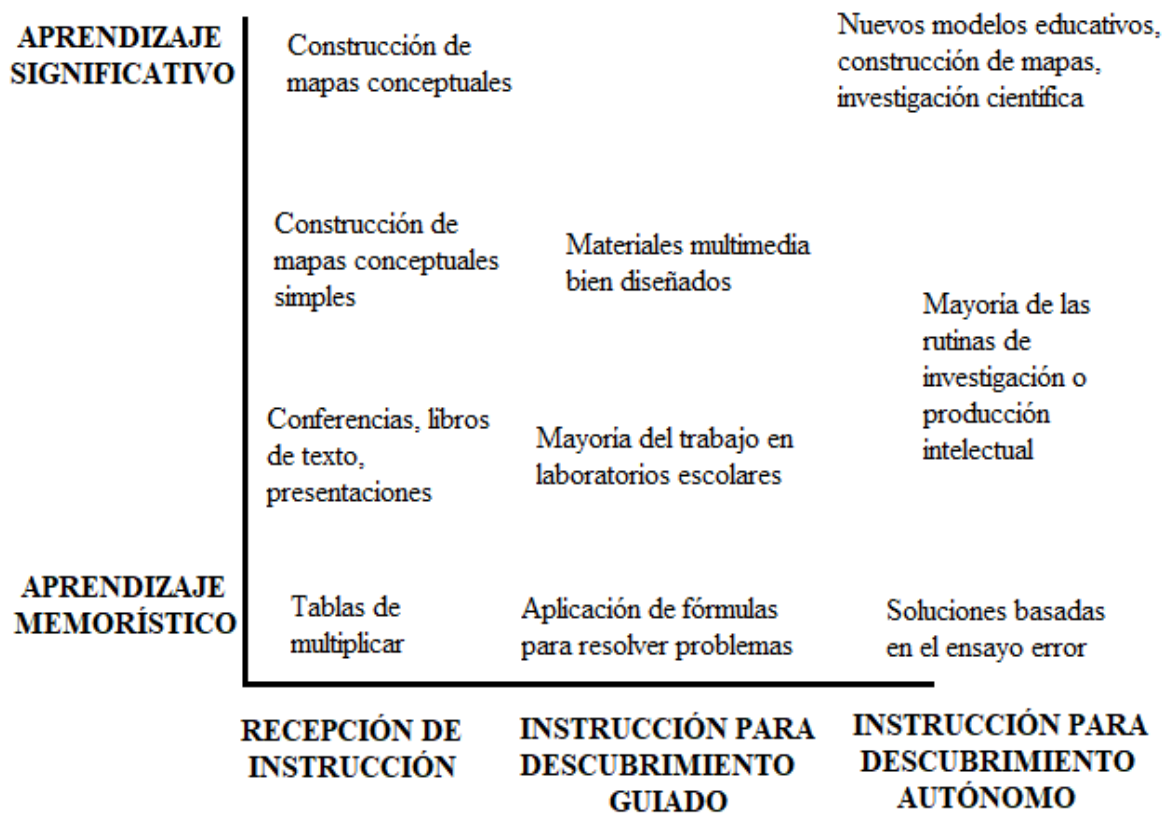 APRENDIZAJE
SIGNIFICATIVO
Construcción de
mapas conceptuales
Nuevos modelos educativos,
construcción de mapas,
investigación científica
Construcción de
mapas conceptuales
simples
Materiales multimedia
bien diseñados
Mayoría de las
rutinas de
investigación o
producción
intelectual
Conferencias, libros
de texto,
presentaciones
Mayoría del trabajo en
laboratorios escolares
APRENDIZAJE
MEMORÍSTICO
Tablas de
multiplicar
Aplicación de fórmulas
para resolver problemas
Soluciones basadas
en el ensayo error
RECEPCIÓN DE
INSTRUCCIÓN
INSTRUCCIÓN PARA
DESCUBRIMIENTO
GUIADO
INSTRUCCIÓN PARA
DESCUBRIMIENTO
AUTÓNOMO